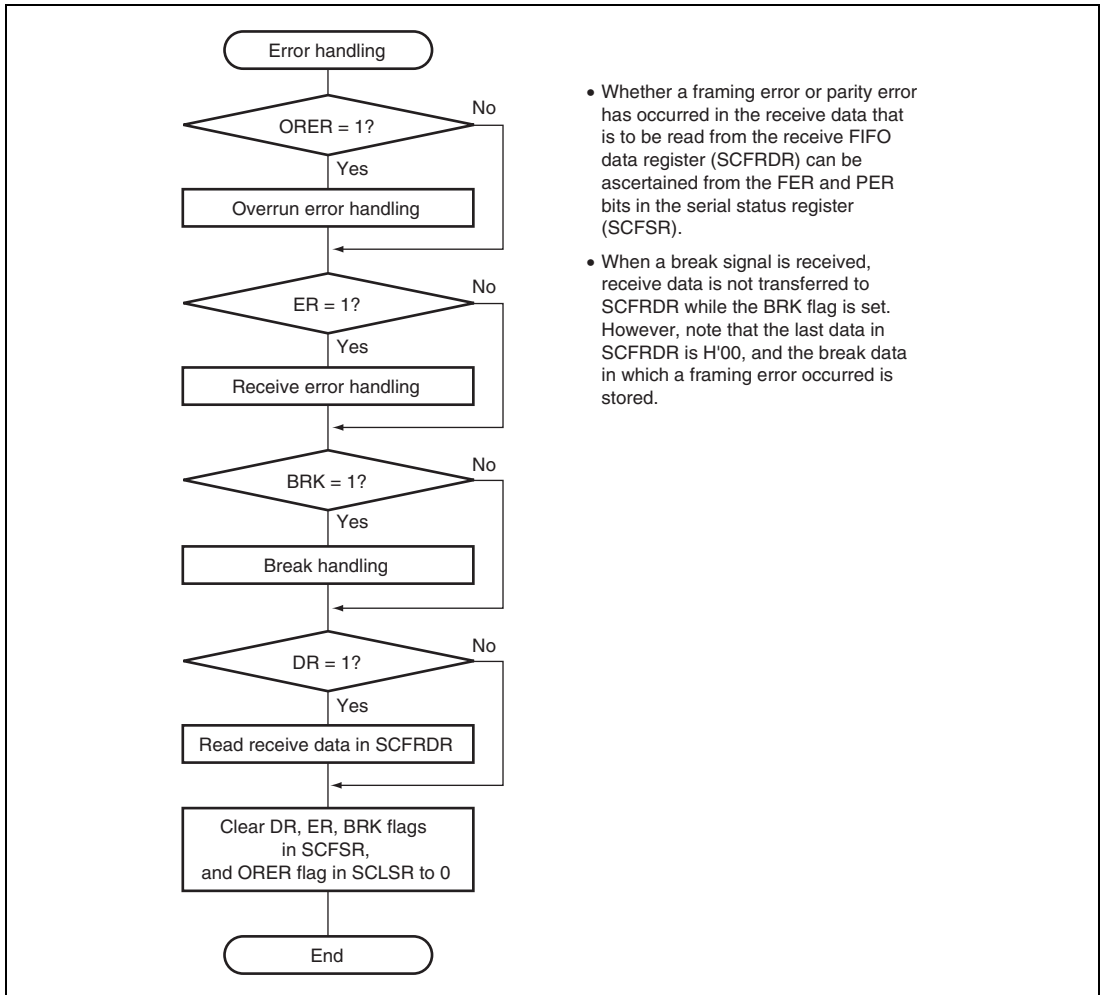 Error handling
No
ORER = 1?
Yes
Overrun error handling
No
ER = 1?
Yes
Receive error handling
No
BRK = 1?
Yes
Break handling
No
DR = 1?
Yes
Read receive data in SCFRDR
Clear DR, ER, BRK flags
in SCFSR,
and ORER flag in SCLSR to 0
End
• Whether a framing error or parity error
has occurred in the receive data that
is to be read from the receive FIFO
data register (SCFRDR) can be
ascertained from the FER and PER
bits in the serial status register
(SCFSR).
• When a break signal is received,
receive data is not transferred to
SCFRDR while the BRK flag is set.
However, note that the last data in
SCFRDR is H'00, and the break data
in which a framing error occurred is
stored.